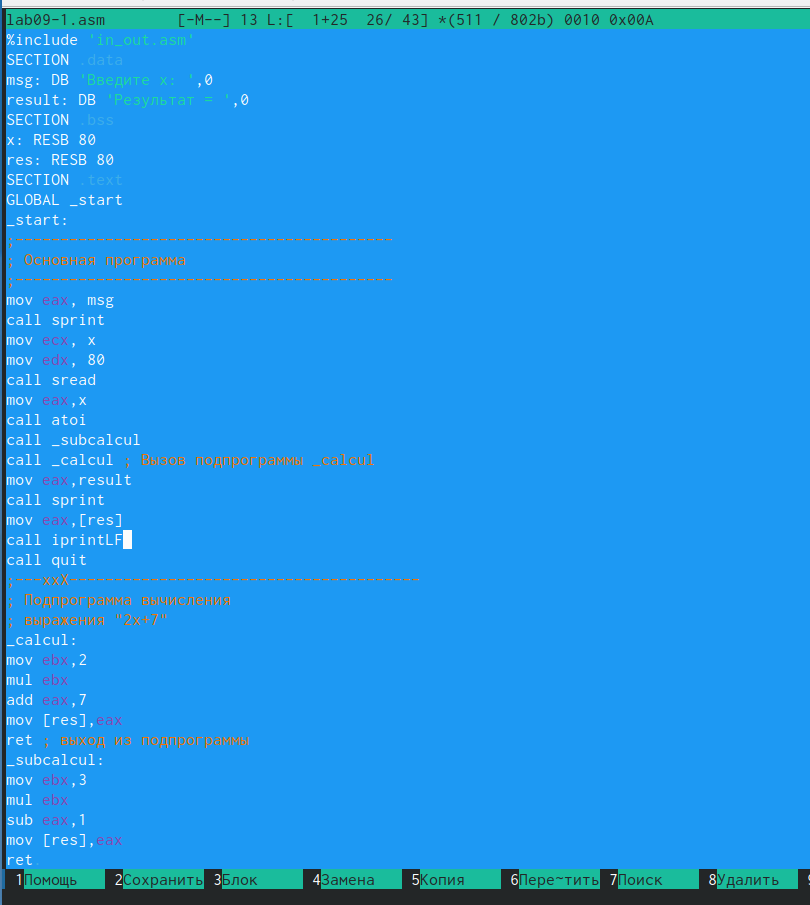 lab09-1.asm [-M--] 13 L:[ 1+25 26/ 43] *(511 / 802b) 0010 0x00A
%include 'in_out.asm'
SECTION .data
msg: DB 'Введите x: ',0
result: DB 'Результат = ',0
SECTION .bss
x: RESB 80
res: RESB 80
SECTION .text
GLOBAL _start
_start:
;------------------------------------------
; Основная программа
;------------------------------------------
mov eax, msg
call sprint
mov ecx, x
mov edx, 80
call sread
mov eax,x
call atoi
call _subcalcul
call _calcul ; Вызов подпрограммы _calcul
mov eax,result
call sprint
mov eax,[res]
call iprintLF
call quit
;---xxX---------------------------------------
; Подпрограмма вычисления
; выражения "2x+7"
_calcul:
mov ebx,2
mul ebx
add eax,7
mov [res],eax
ret ; выход из подпрограммы
_subcalcul:
mov ebx,3
mul ebx
sub eax,1
mov [res],eax
ret
1Помощь 2Сохранить 3Блок 4Замена 5Копия 6Пере~тить 7Поиск 8Удалить 9